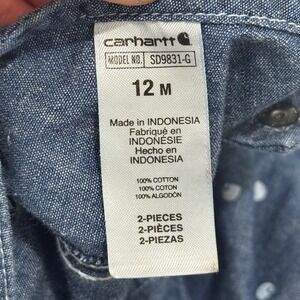 carhartt
MODEL NO. SD9831-G
12 M
Made in INDONESIA
Fabriqué en
INDONÉSIE
Hecho en
INDONESIA
100% COTTON
100% COTON
100% ALGODÓN
2-PIECES
2-PIÈCES
2-PIEZAS